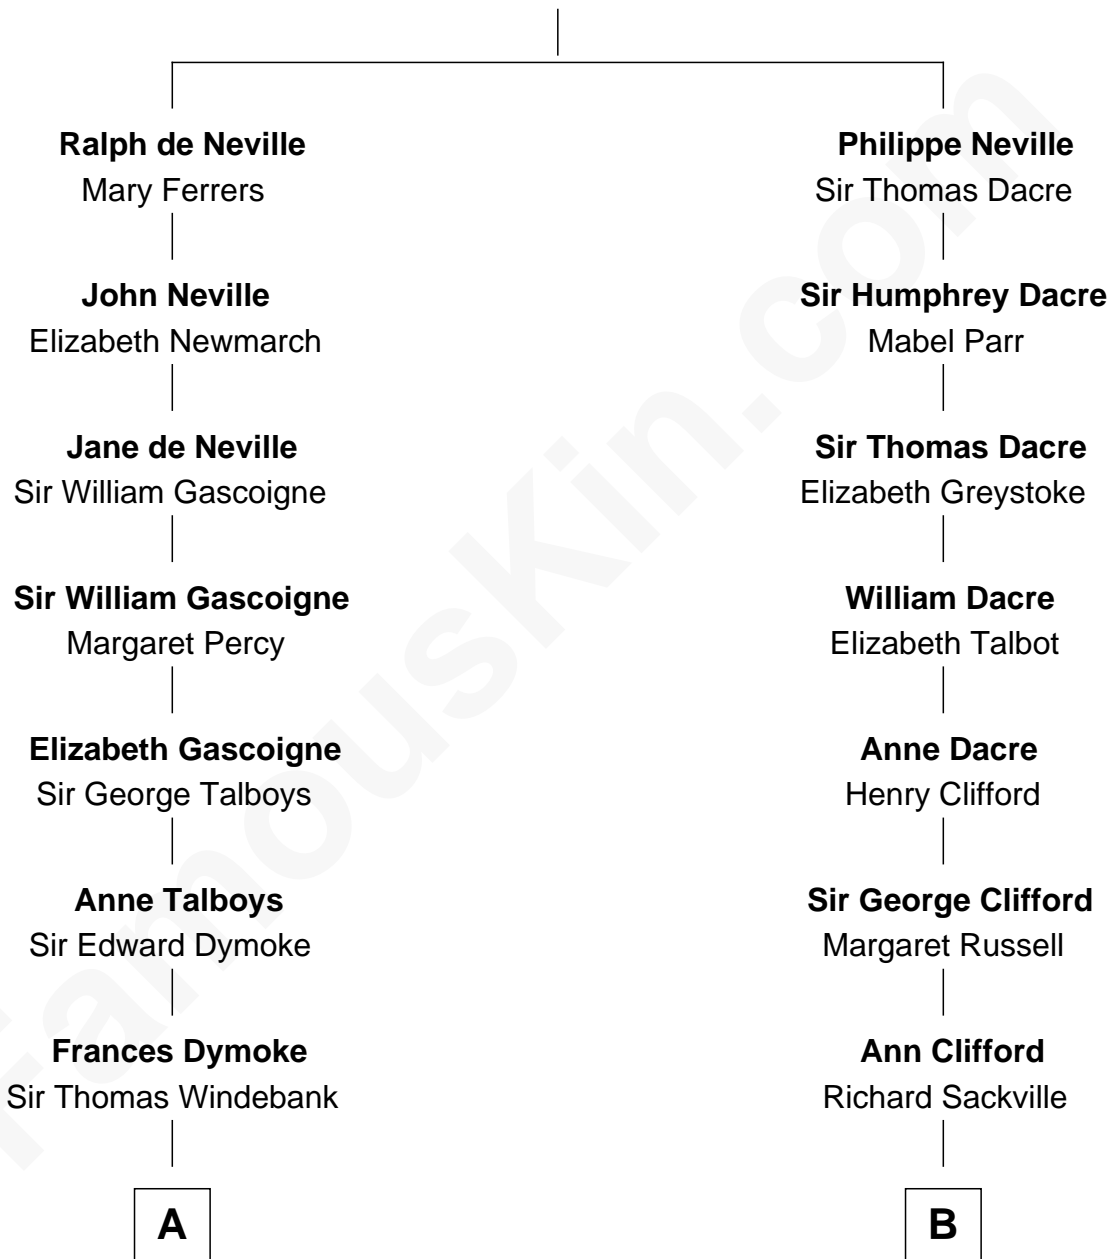 Ralph de Neville
Mary Ferrers
John Neville
Elizabeth Newmarch
Jane de Neville
Sir William Gascoigne
Sir William Gascoigne
Margaret Percy
Elizabeth Gascoigne
Sir George Talboys
Anne Talboys
Sir Edward Dymoke
Frances Dymoke
Sir Thomas Windebank
A
Philippe Neville
Sir Thomas Dacre
Sir Humphrey Dacre
Mabel Parr
Sir Thomas Dacre
Elizabeth Greystoke
William Dacre
Elizabeth Talbot
Anne Dacre
Henry Clifford
Sir George Clifford
Margaret Russell
Ann Clifford
Richard Sackville
B
FamousKin.com